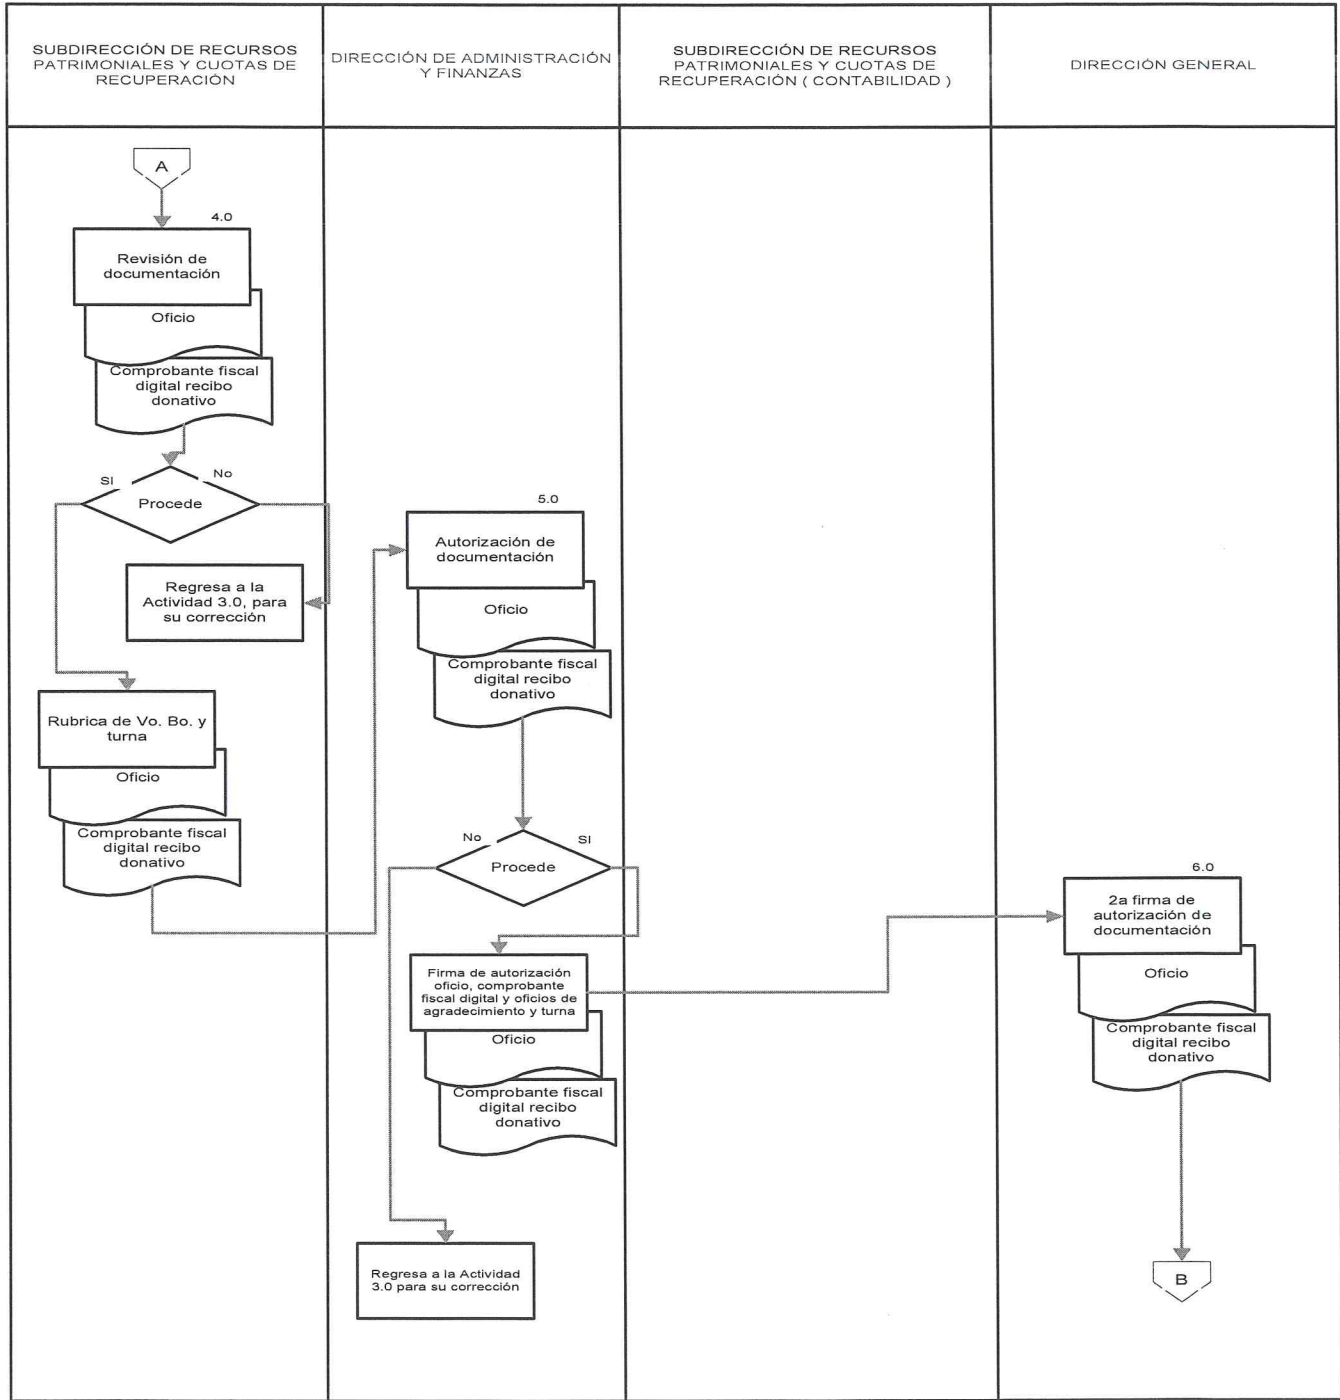 SUBDIRECCIÓN DE RECURSOS
PATRIMONIALES Y CUOTAS DE
RECUPERACIÓN
DIRECCIÓN DE ADMINISTRACIÓN
Y FINANZAS
SUBDIRECCIÓN DE RECURSOS
PATRIMONIALES Y CUOTAS DE
RECUPERACIÓN ( CONTABILIDAD )
DIRECCIÓN GENERAL
A
4.0
Revisión de
documentación
Oficio
Comprobante fiscal
digital recibo
donativo
SI
No
Procede
Regresa a la
Actividad 3.0, para
su corrección
Rubrica de Vo. Bo. y
turna
Oficio
Comprobante fiscal
digital recibo
donativo
5.0
Autorización de
documentación
Oficio
Comprobante fiscal
digital recibo
donativo
No
SI
Procede
Firma de autorización
oficio, comprobante
fiscal digital y oficios de
agradecimiento y turna
Oficio
Comprobante fiscal
digital recibo
donativo
Regresa a la Actividad
3.0 para su corrección
6.0
2a firma de
autorización de
documentación
Oficio
Comprobante fiscal
digital recibo
donativo
B